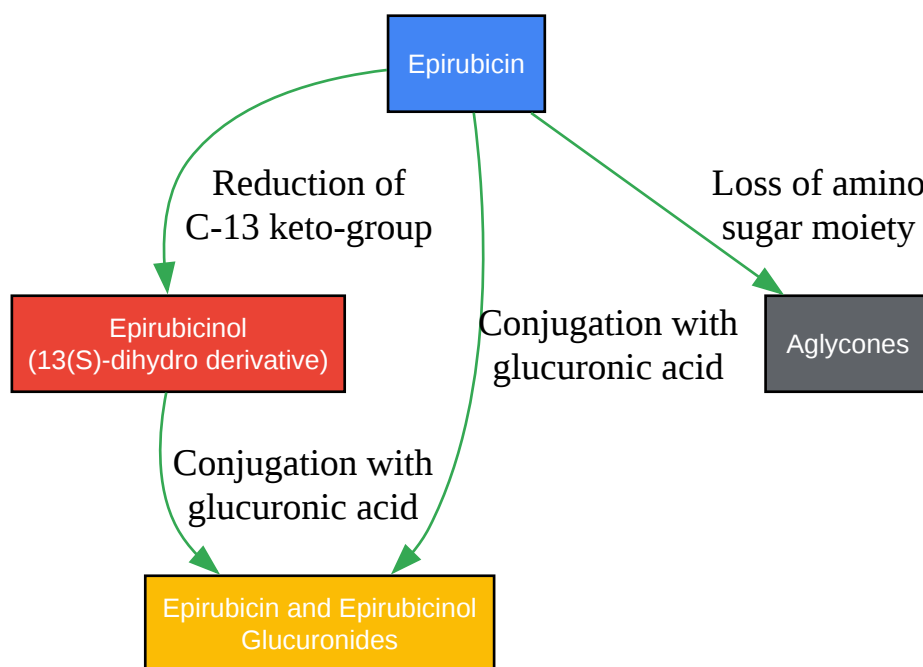 Epirubicin
Reduction of
C-13 keto-group
Loss of amino
sugar moiety
Epirubicinol
(13(S)-dihydro derivative)
Conjugation with
glucuronic acid
Aglycones
Conjugation with
glucuronic acid
Epirubicin and Epirubicinol
Glucuronides